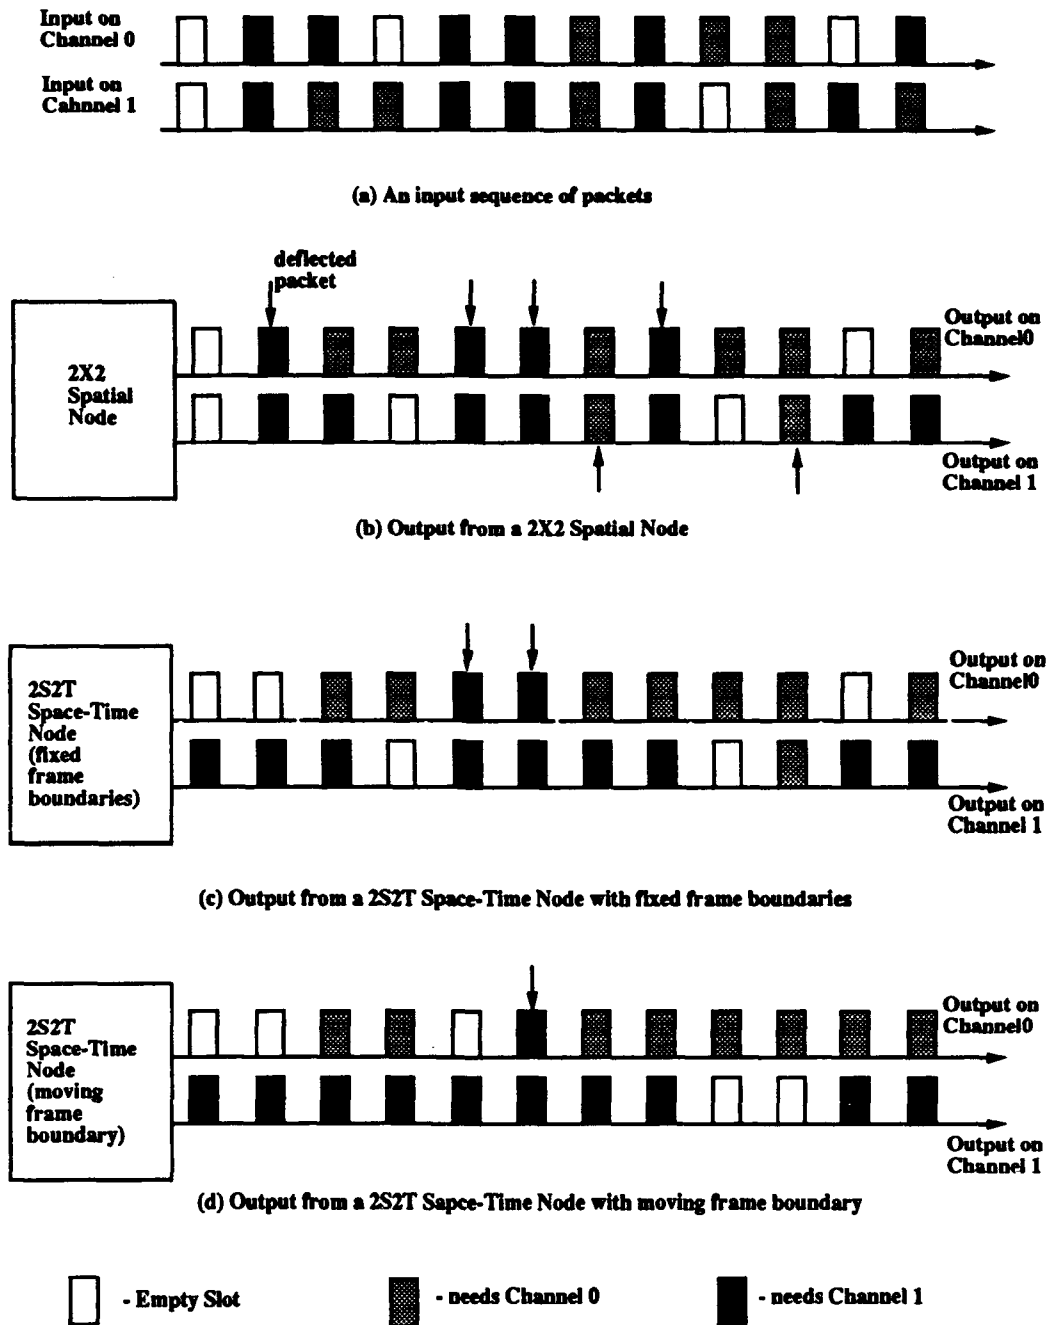 Input on
Channel 0
Input on
Cahnnel 1
(a) An input sequence of packets
deflected
packet
2X2
Spatial
Node
Output on
Channel0
Output on
Channel 1
(b) Output from a 2X2 Spatial Node
2S2T
Space-Time
Node
(fixed
frame
boundaries)
Output on
Channel0
Output on
Channel 1
(c) Output from a 2S2T Space-Time Node with fixed frame boundaries
2S2T
Space-Time
Node
(moving
frame
boundary)
Output on
Channel0
Output on
Channel 1
(d) Output from a 2S2T Sapce-Time Node with moving frame boundary
- Empty Slot
- needs Channel 0
- needs Channel 1